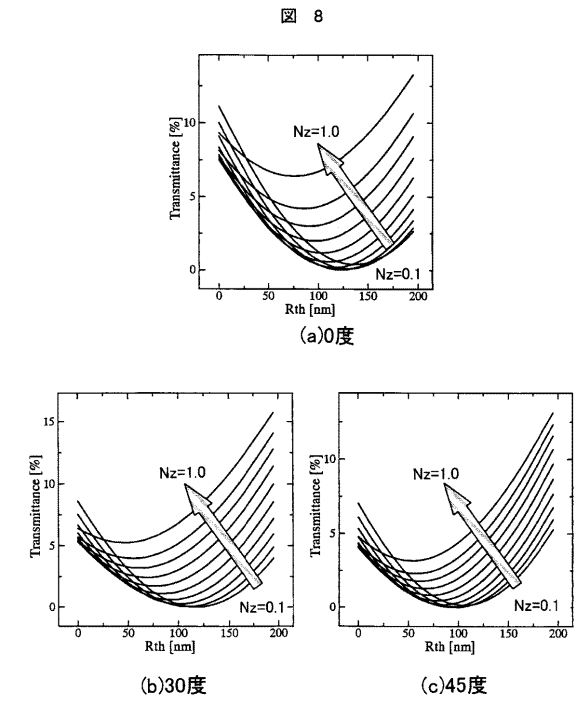 図 8
Transmittance [%]
10
5
0
Nz=1.0
Nz=0.1
0 50 100 150 200
Rth [nm]
(a)0度
Transmittance [%]
15
10
5
0
Nz=1.0
Nz=0.1
0 50 100 150 200
Rth [nm]
(b)30度
Transmittance [%]
10
5
0
Nz=1.0
Nz=0.1
0 50 100 150 200
Rth [nm]
(c)45度